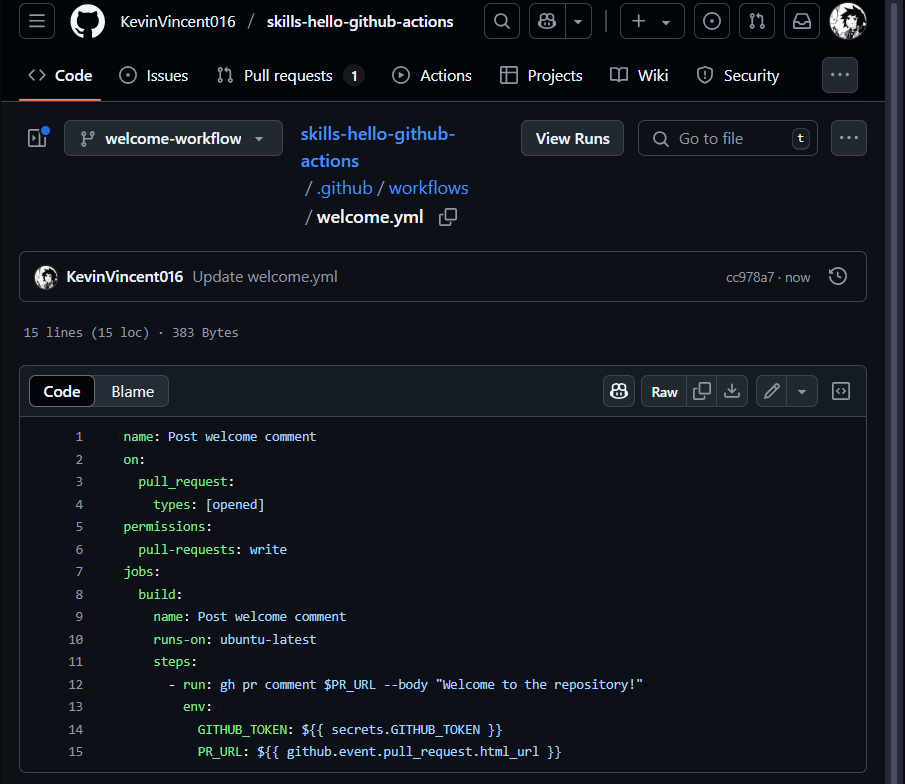 KevinVincent016 / skills-hello-github-actions
Code Issues Pull requests 1 Actions Projects Wiki Security
welcome-workflow
skills-hello-github-
actions
/ .github / workflows
/ welcome.yml
View Runs
Go to file t
KevinVincent016 Update welcome.yml cc978a7 · now
15 lines (15 loc) · 383 Bytes
Code Blame Raw
1 name: Post welcome comment
2 on:
3   pull_request:
4     types: [opened]
5 permissions:
6   pull-requests: write
7 jobs:
8   build:
9     name: Post welcome comment
10     runs-on: ubuntu-latest
11     steps:
12       - run: gh pr comment $PR_URL --body "Welcome to the repository!"
13         env:
14           GITHUB_TOKEN: ${{ secrets.GITHUB_TOKEN }}
15           PR_URL: ${{ github.event.pull_request.html_url }}